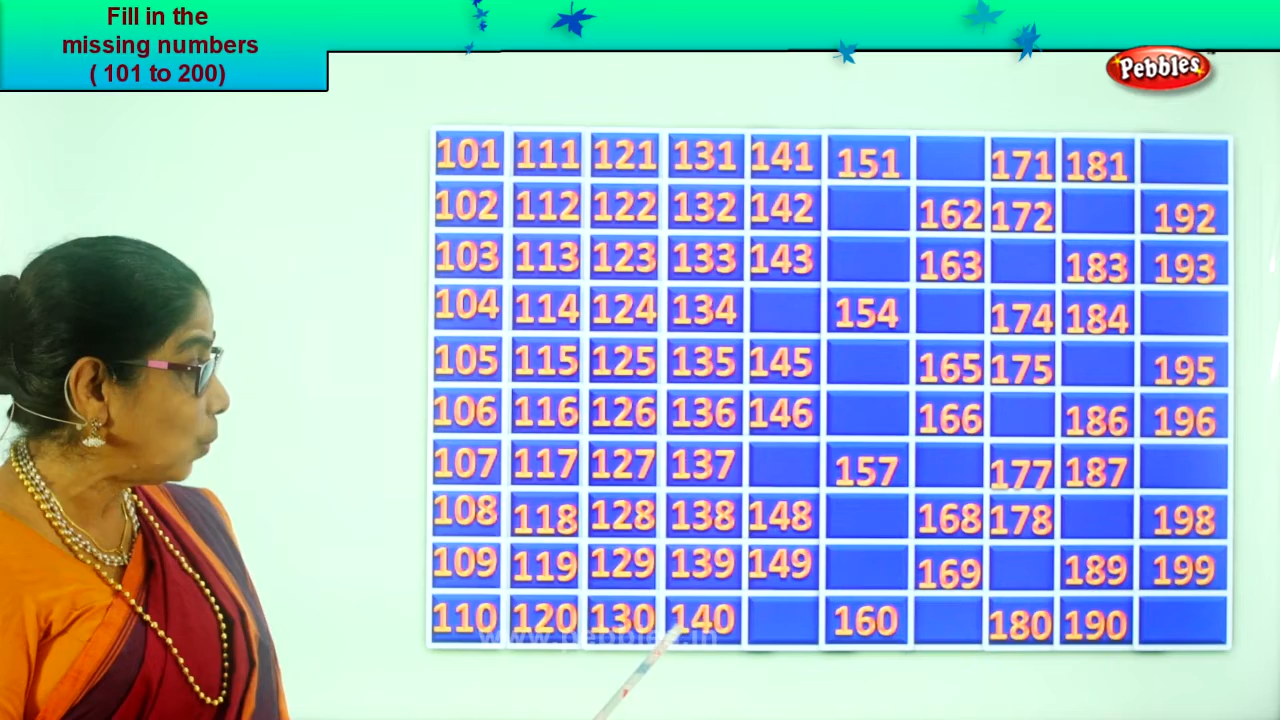 Fill in the
missing numbers
( 101 to 200)
Pebbles
101 111 121 131 141 151 171 181
102 112 122 132 142 162 172 192
103 113 123 133 143 163 183 193
104 114 124 134 154 174 184
105 115 125 135 145 165 175 195
106 116 126 136 146 166 186 196
107 117 127 137 157 177 187
108 118 128 138 148 168 178 198
109 119 129 139 149 169 189 199
110 120 130 140 160 180 190
www.pebbles.in